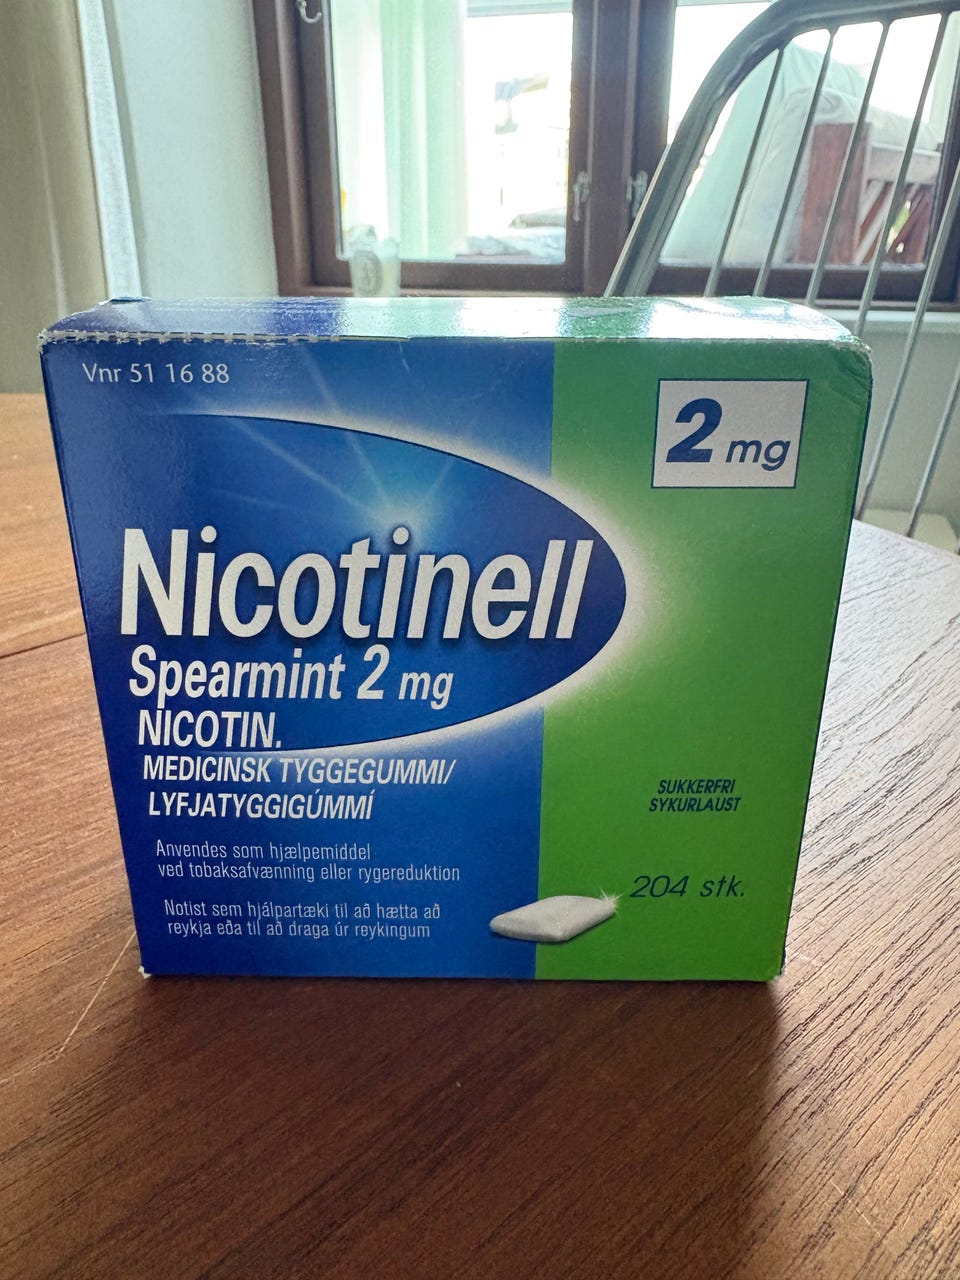 Vnr 51 16 88
2 mg
Nicotinell
Spearmint 2 mg
NICOTIN.
MEDICINSK TYGGEGUMMI/
LYFJATYGGIGÚMMÍ
Anvendes som hjælpemiddel
ved tobaksafvænning eller rygereduktion
Notist sem hjálpartæki til að hætta að
reykja eða til að draga úr reykingum
SUKKERFRI
SYKURLAUST
204 stk.